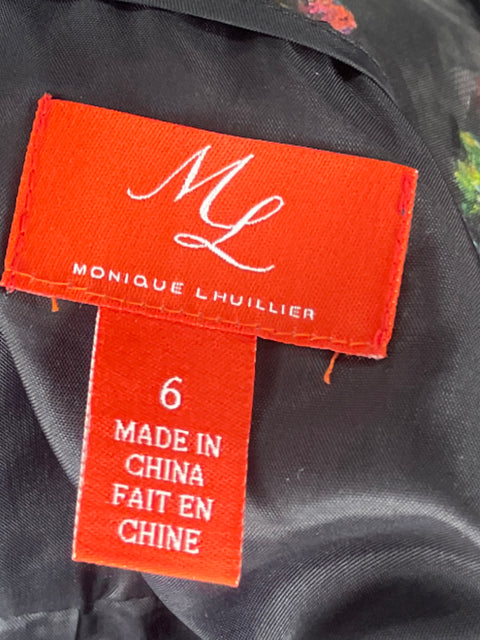 ML
MONIQUE LHUILLIER
6
MADE IN
CHINA
FAIT EN
CHINE